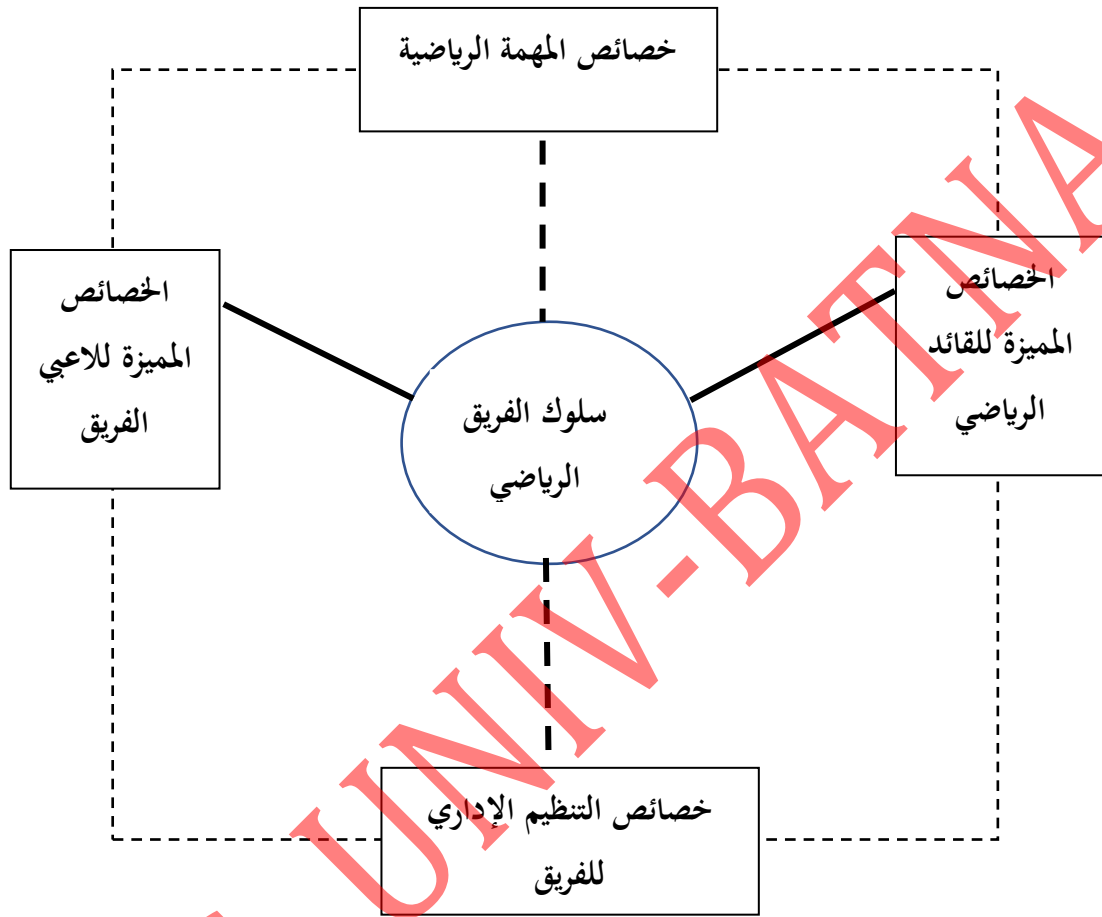 خصائص المهمة الرياضية
الخصائص
المميزة للقائد
الرياضي
سلوك الفريق
الرياضي
الخصائص
المميزة للاعبي
الفريق
خصائص التنظيم الإداري
للفريق
UNIV-BATNA